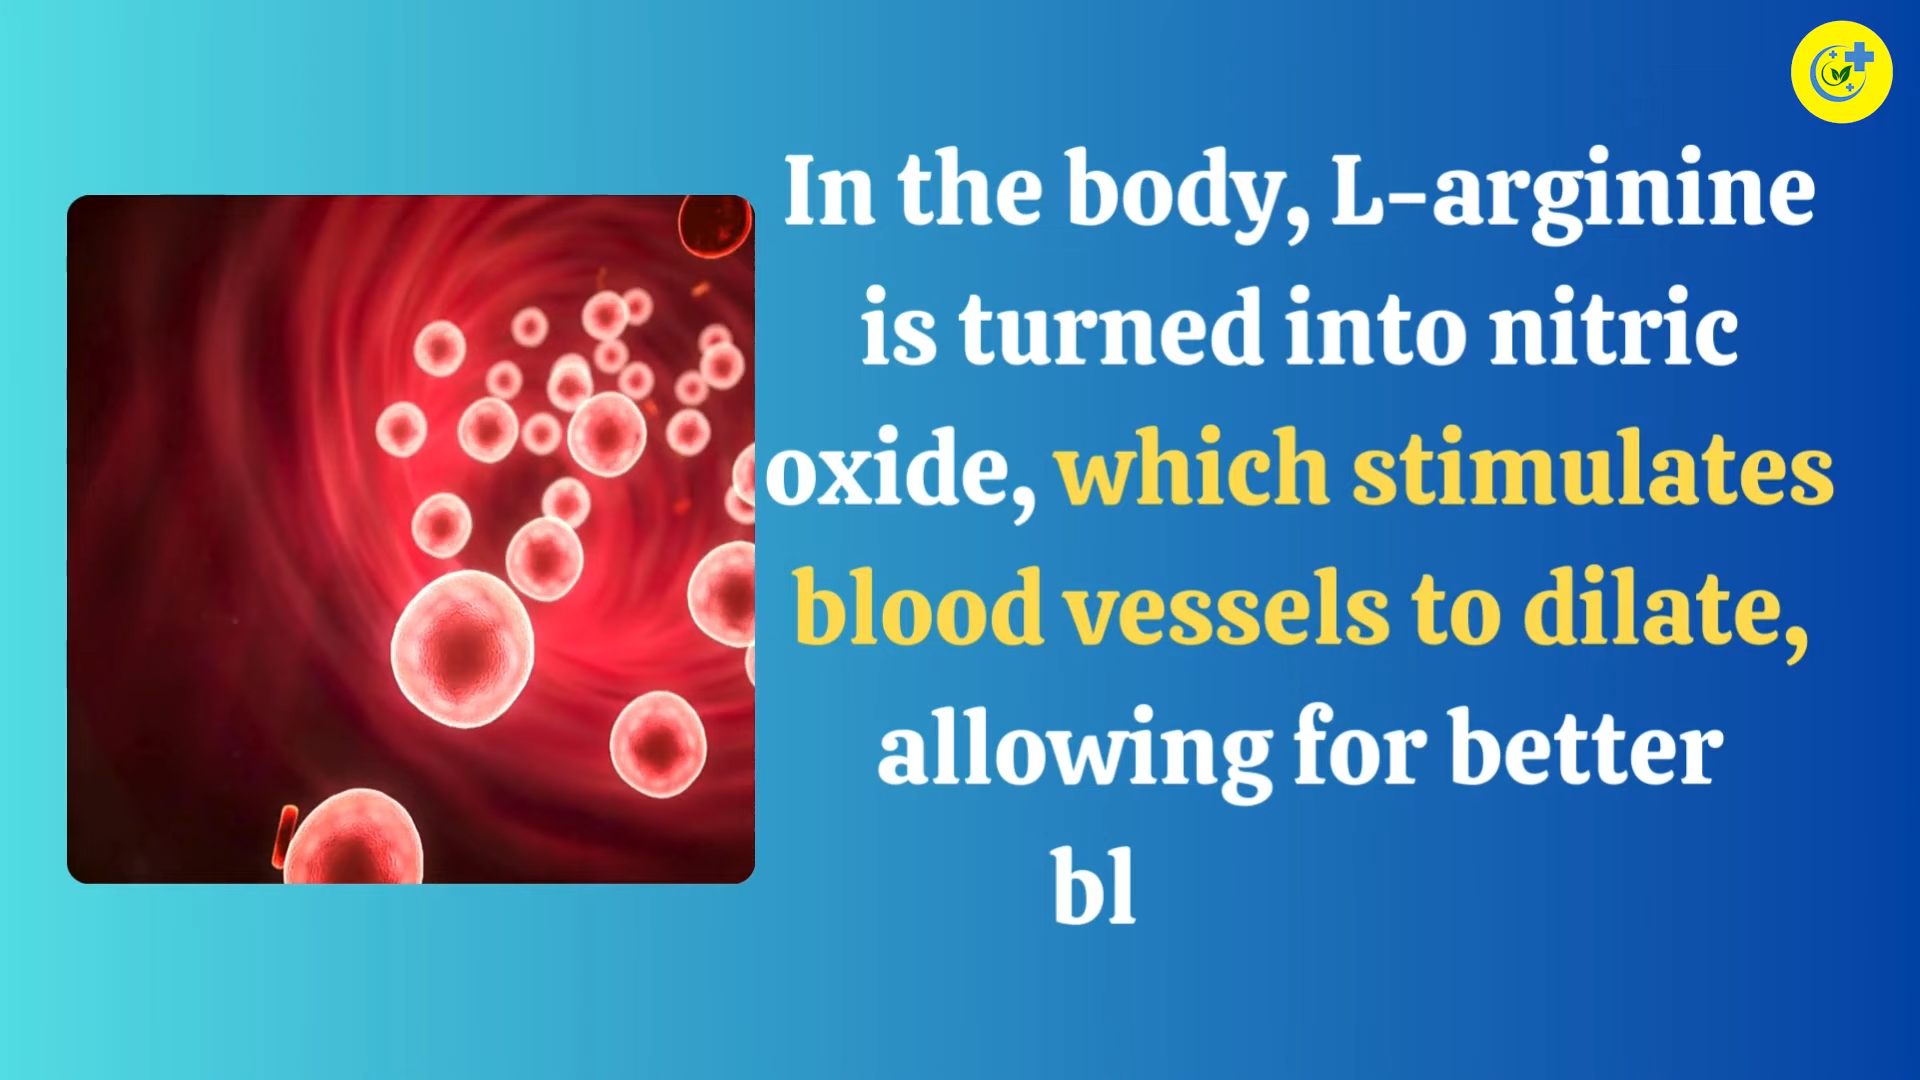 In the body, L-arginine
is turned into nitric
oxide, which stimulates
blood vessels to dilate,
allowing for better
bl